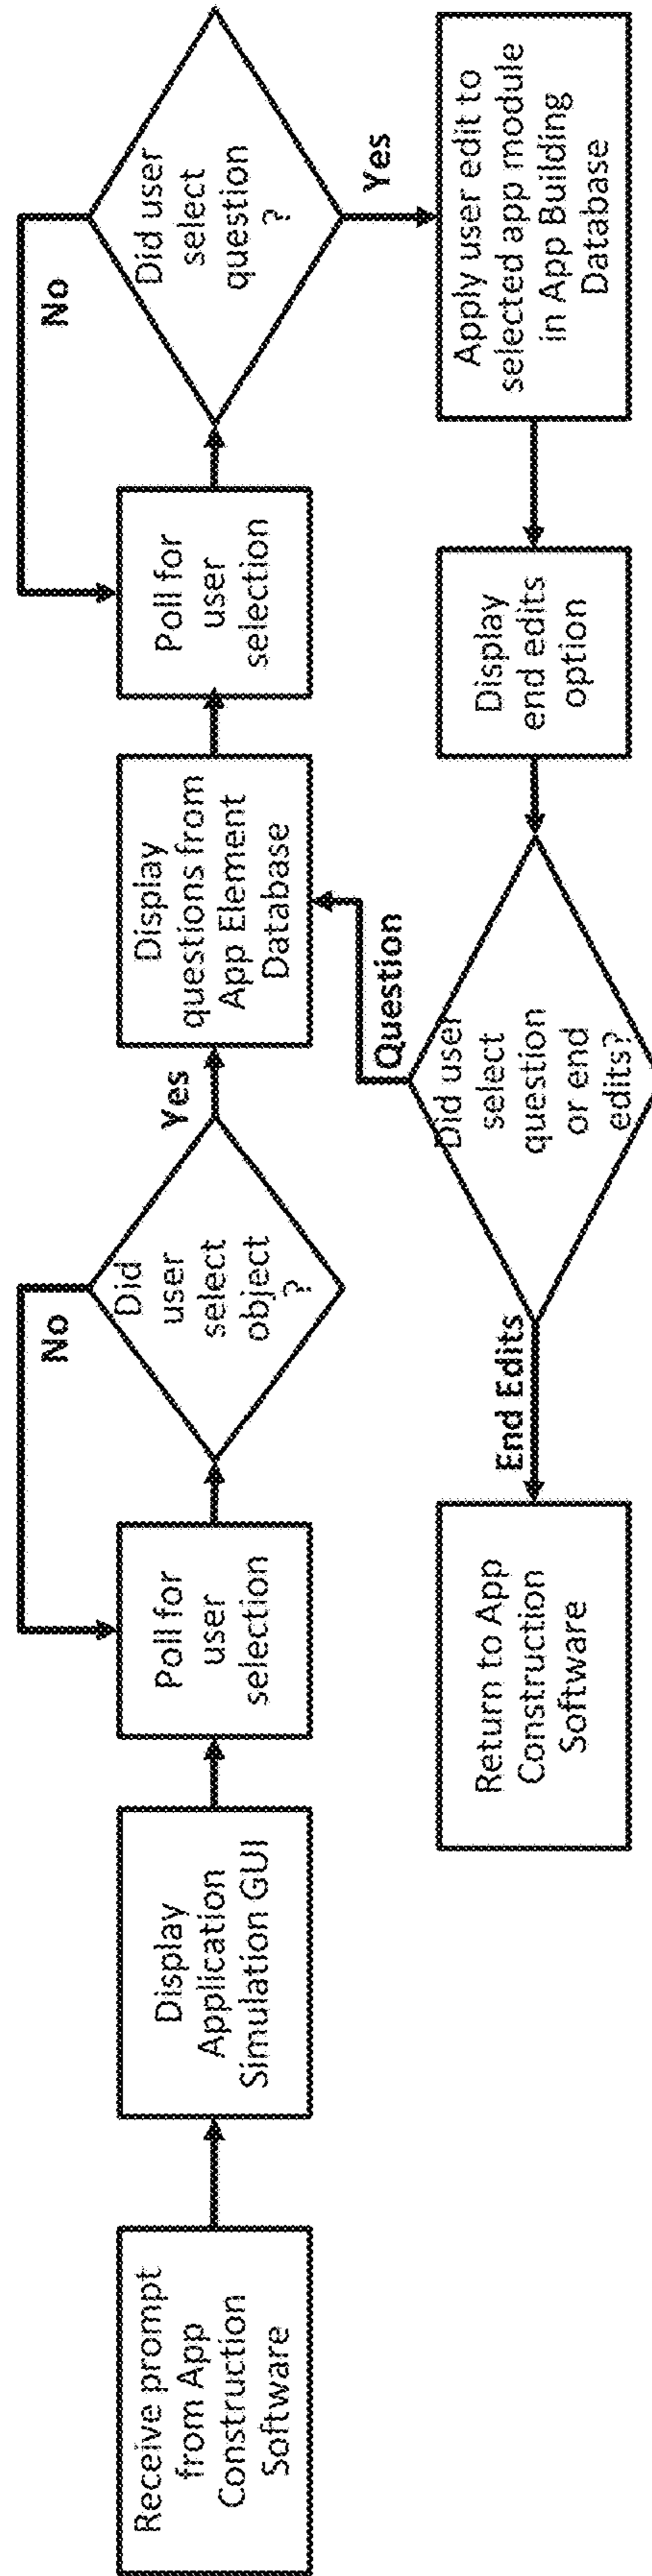 Receive prompt
from App
Construction
Software
Display
Application
Simulation GUI
Poll for
user
selection
No
Did
user
select
object
?
Yes
Display
questions from
App Element
Database
Poll for
user
selection
No
Did user
select
question
?
Yes
Apply user edit to
selected app module
in App Building
Database
Display
end edits
option
Did user
select
question
or end
edits?
Question
End Edits
Return to App
Construction
Software